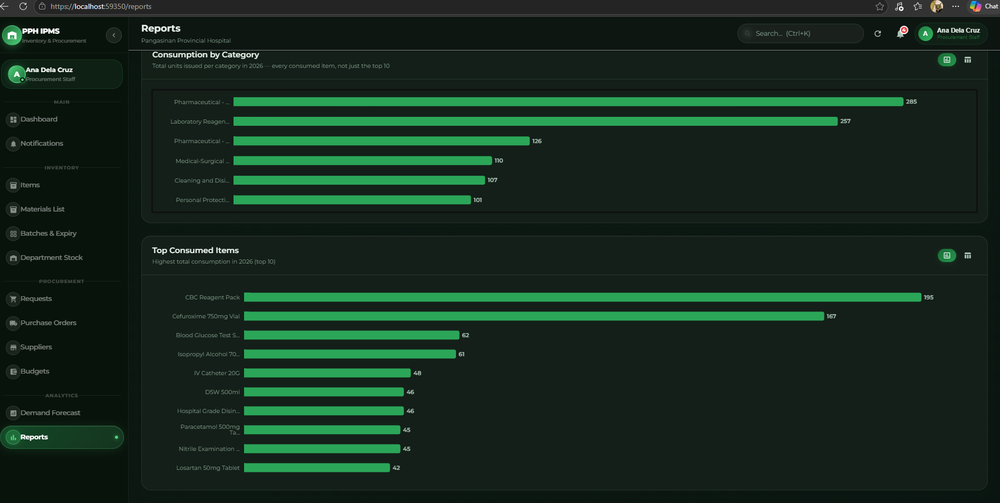 https://localhost:59350/reports
Chat
PPH IPMS
Inventory & Procurement
Reports
Pangasinan Provincial Hospital
Search... (Ctrl+K)
4
A
Ana Dela Cruz
Procurement Staff
A
Ana Dela Cruz
Procurement Staff
MAIN
Dashboard
Notifications
INVENTORY
Items
Materials List
Batches & Expiry
Department Stock
PROCUREMENT
Requests
Purchase Orders
Suppliers
Budgets
ANALYTICS
Demand Forecast
Reports
Consumption by Category
Total units issued per category in 2026 — every consumed item, not just the top 10
Pharmaceutical - ... 285
Laboratory Reagen... 257
Pharmaceutical - ... 126
Medical-Surgical ... 110
Cleaning and Disi... 107
Personal Protecti... 101
Top Consumed Items
Highest total consumption in 2026 (top 10)
CBC Reagent Pack 195
Cefuroxime 750mg Vial 167
Blood Glucose Test S... 62
Isopropyl Alcohol 70... 61
IV Catheter 20G 48
D5W 500ml 46
Hospital Grade Disin... 46
Paracetamol 500mg
Ta... 45
Nitrile Examination ... 45
Losartan 50mg Tablet 42